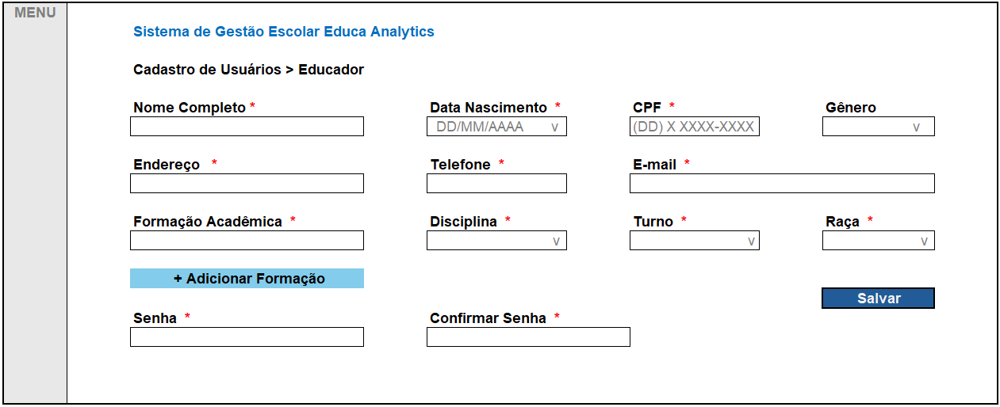 MENU
Sistema de Gestão Escolar Educa Analytics
Cadastro de Usuários > Educador
Nome Completo * Data Nascimento * CPF * Gênero
DD/MM/AAAA v (DD) X XXXX-XXXX v
Endereço * Telefone * E-mail *
Formação Acadêmica * Disciplina * Turno * Raça *
v v v
+ Adicionar Formação
Salvar
Senha * Confirmar Senha *